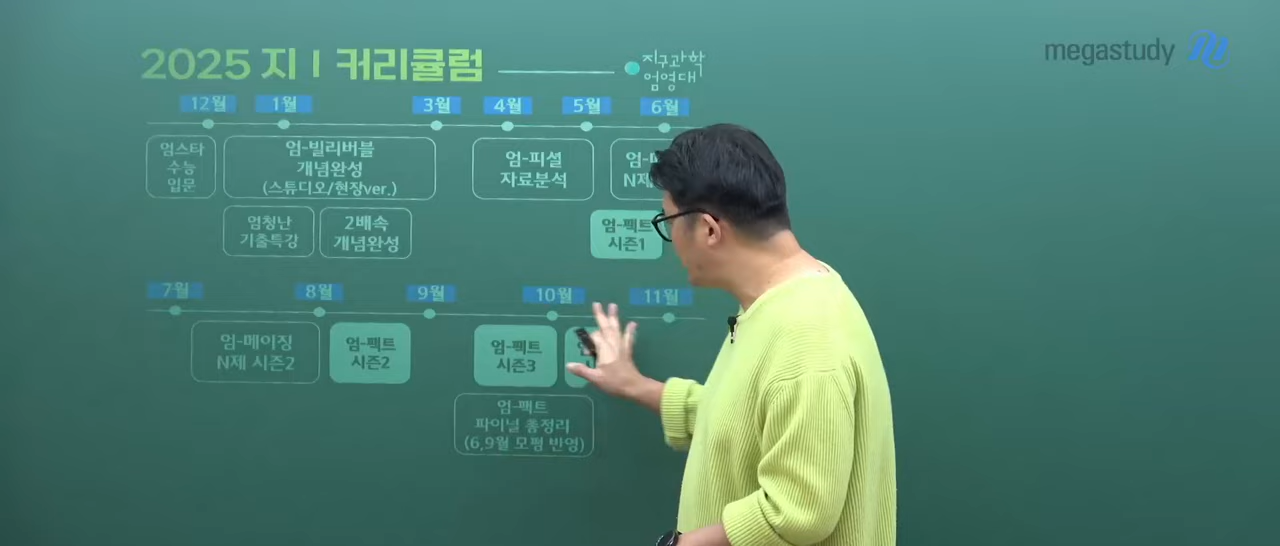 2025 지 I 커리큘럼
지구과학
엄영대
megastudy
12월 1월 3월 4월 5월 6월
엄스타
수능
입문
엄-빌리버블
개념완성
(스튜디오/현장ver.)
엄-피셜
자료분석
엄-
N제
엄청난
기출특강
2배속
개념완성
엄-팩트
시즌1
7월 8월 9월 10월 11월
엄-메이징
N제 시즌2
엄-팩트
시즌2
엄-팩트
시즌3
엄-팩트
파이널 총정리
(6,9월 모평 반영)